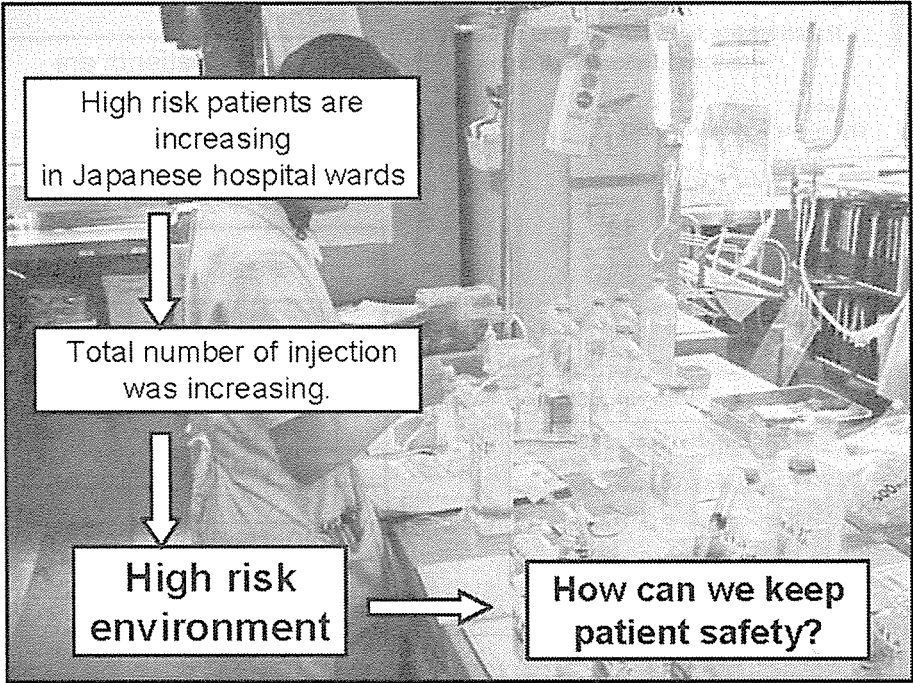 High risk patients are
increasing
in Japanese hospital wards
Total number of injection
was increasing.
High risk
environment
How can we keep
patient safety?